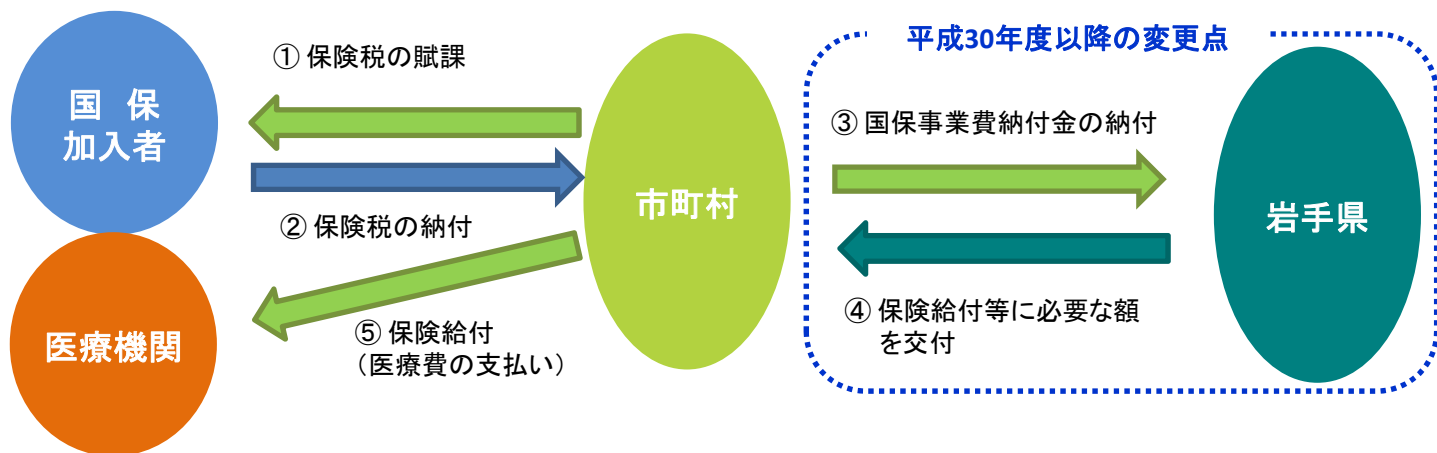 平成30年度以降の変更点
① 保険税の賦課
国 保
加入者
③ 国保事業費納付金の納付
市町村
岩手県
② 保険税の納付
④ 保険給付等に必要な額
を交付
⑤ 保険給付
（医療費の支払い）
医療機関